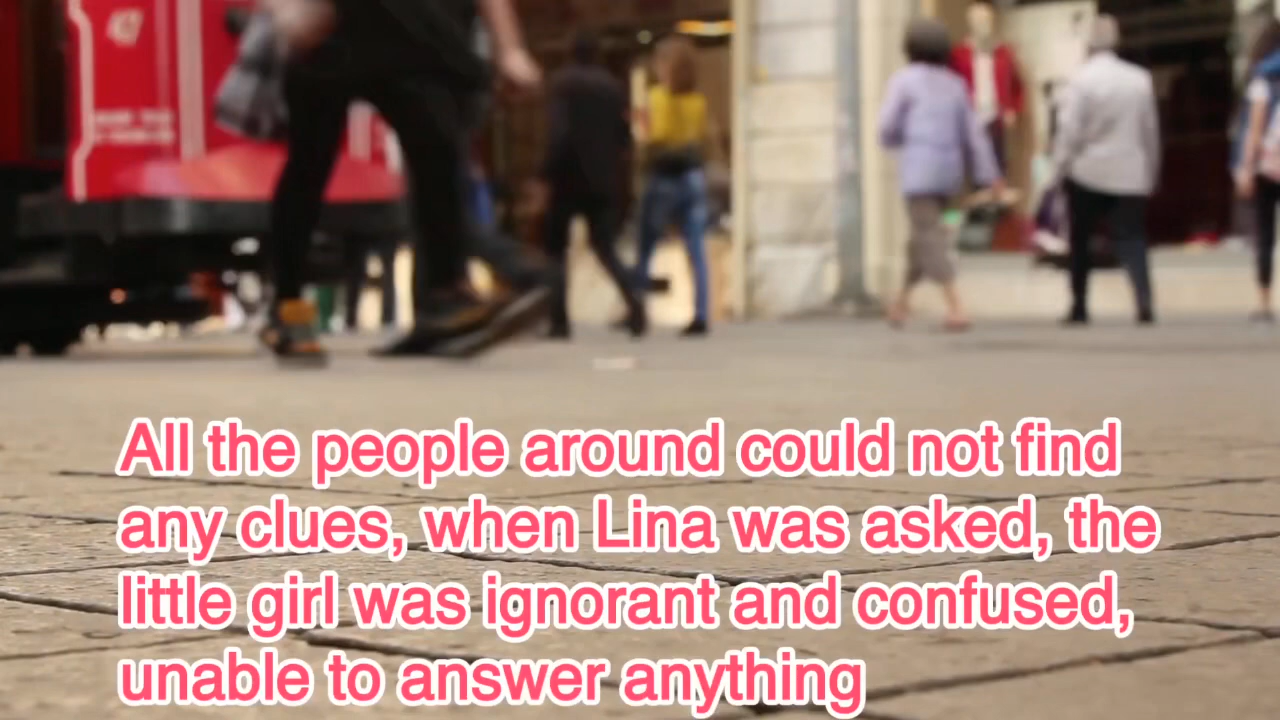 All the people around could not find
any clues, when Lina was asked, the
little girl was ignorant and confused,
unable to answer anything